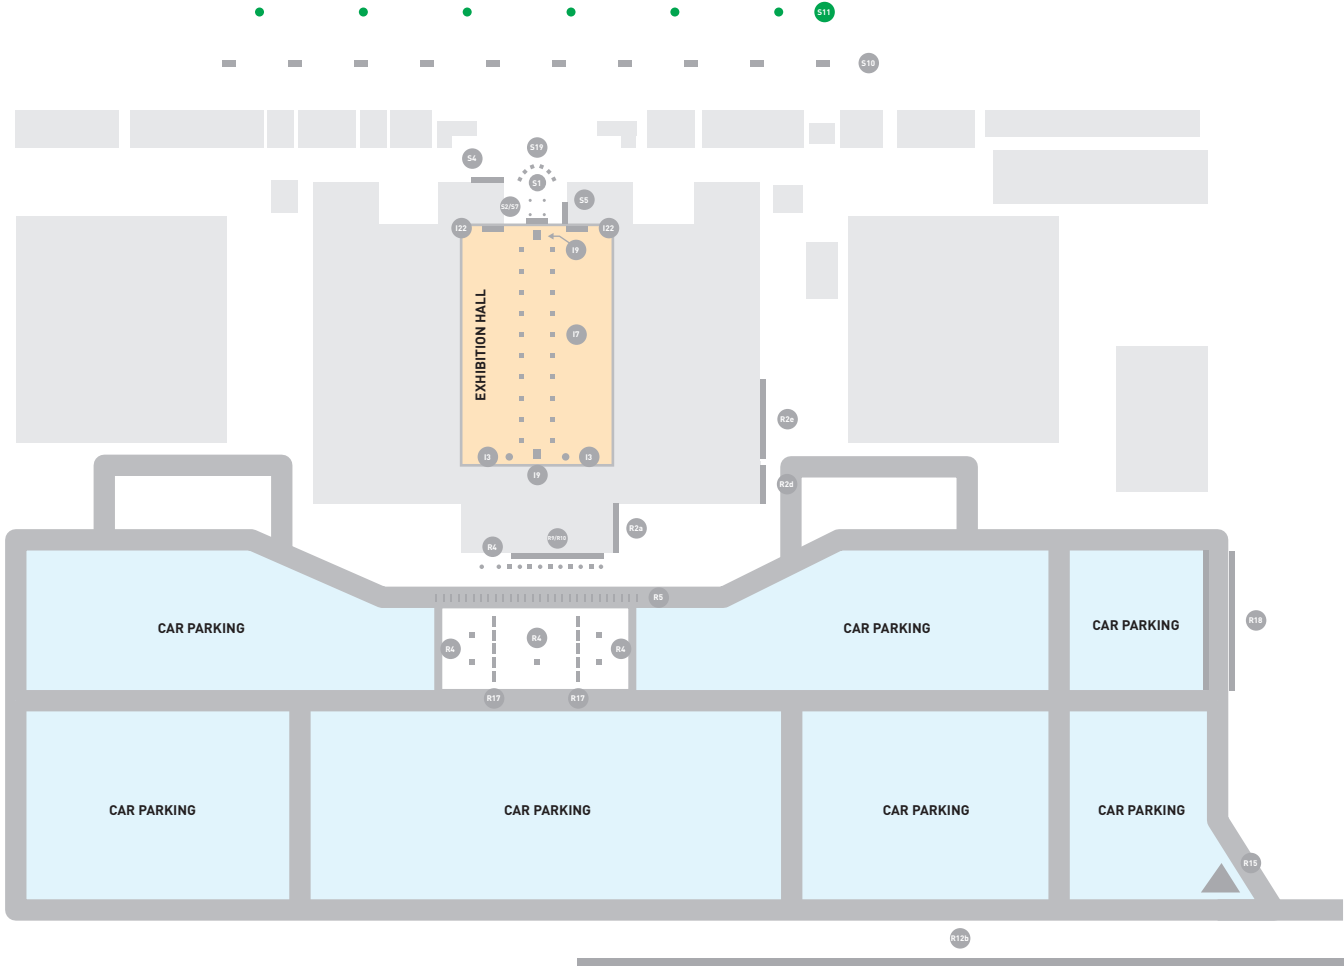 S11
S10
S19
S4
S1
S5
S2/S7
I22
I22
I9
EXHIBITION HALL
I7
R2e
I3
I3
I9
R2d
R2a
R9/R10
R4
R5
CAR PARKING
CAR PARKING
CAR PARKING
R18
R4
R4
R4
R17
R17
CAR PARKING
CAR PARKING
CAR PARKING
CAR PARKING
R15
R12b